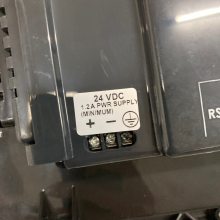 24 VDC
1.2A PWR SUPPLY
(MINIMUM)
+ -
RS